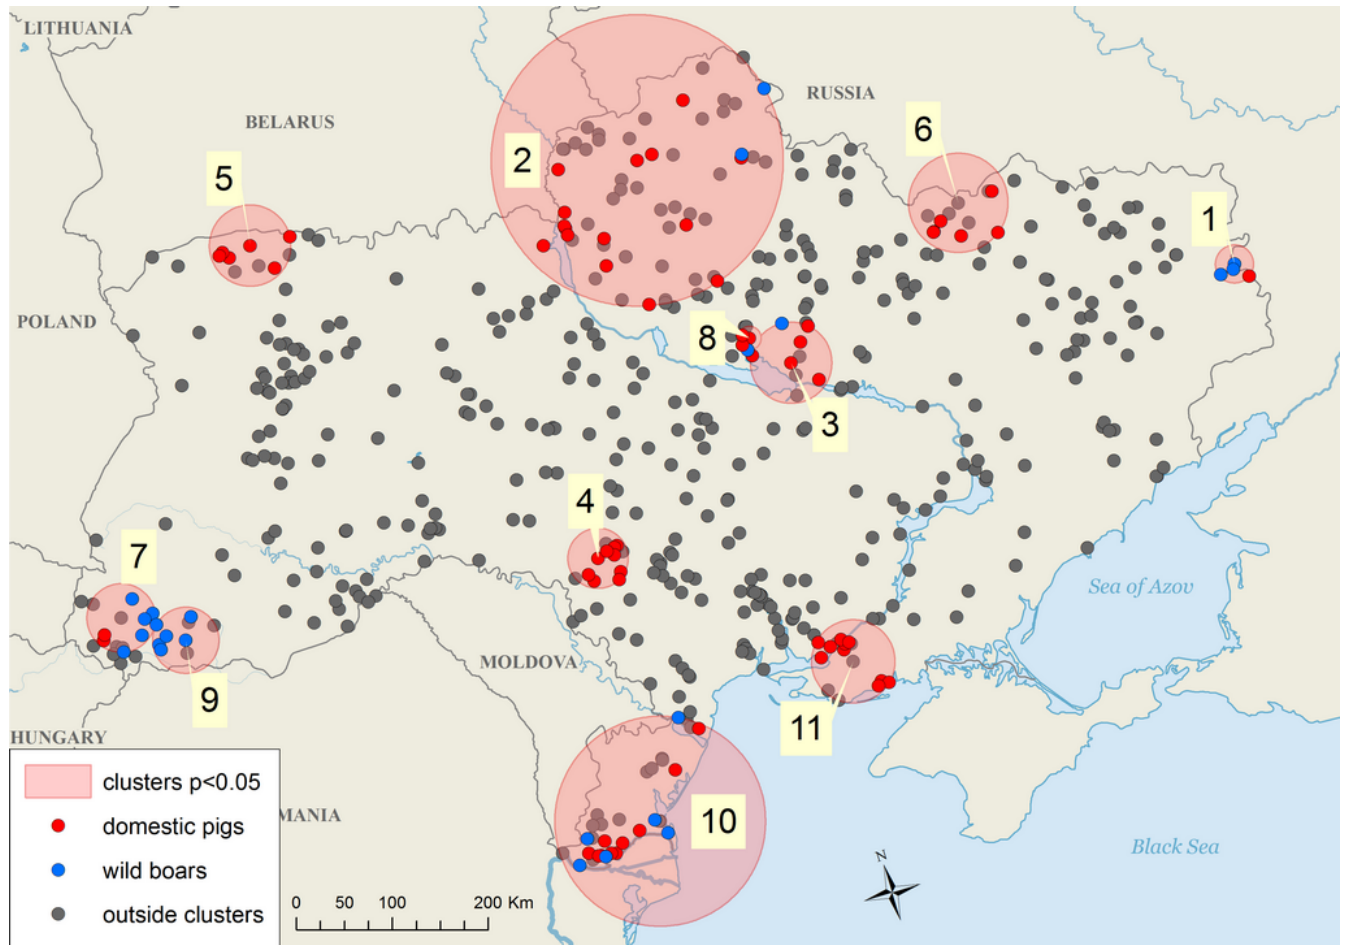 LITHUANIA
RUSSIA
BELARUS
6
2
5
1
POLAND
8
3
4
7
Sea of Azov
MOLDOVA
9
11
HUNGARY
clusters p<0.05
domestic pigs
MANIA
10
Black Sea
wild boars
N
outside clusters
0 50 100 200 Km